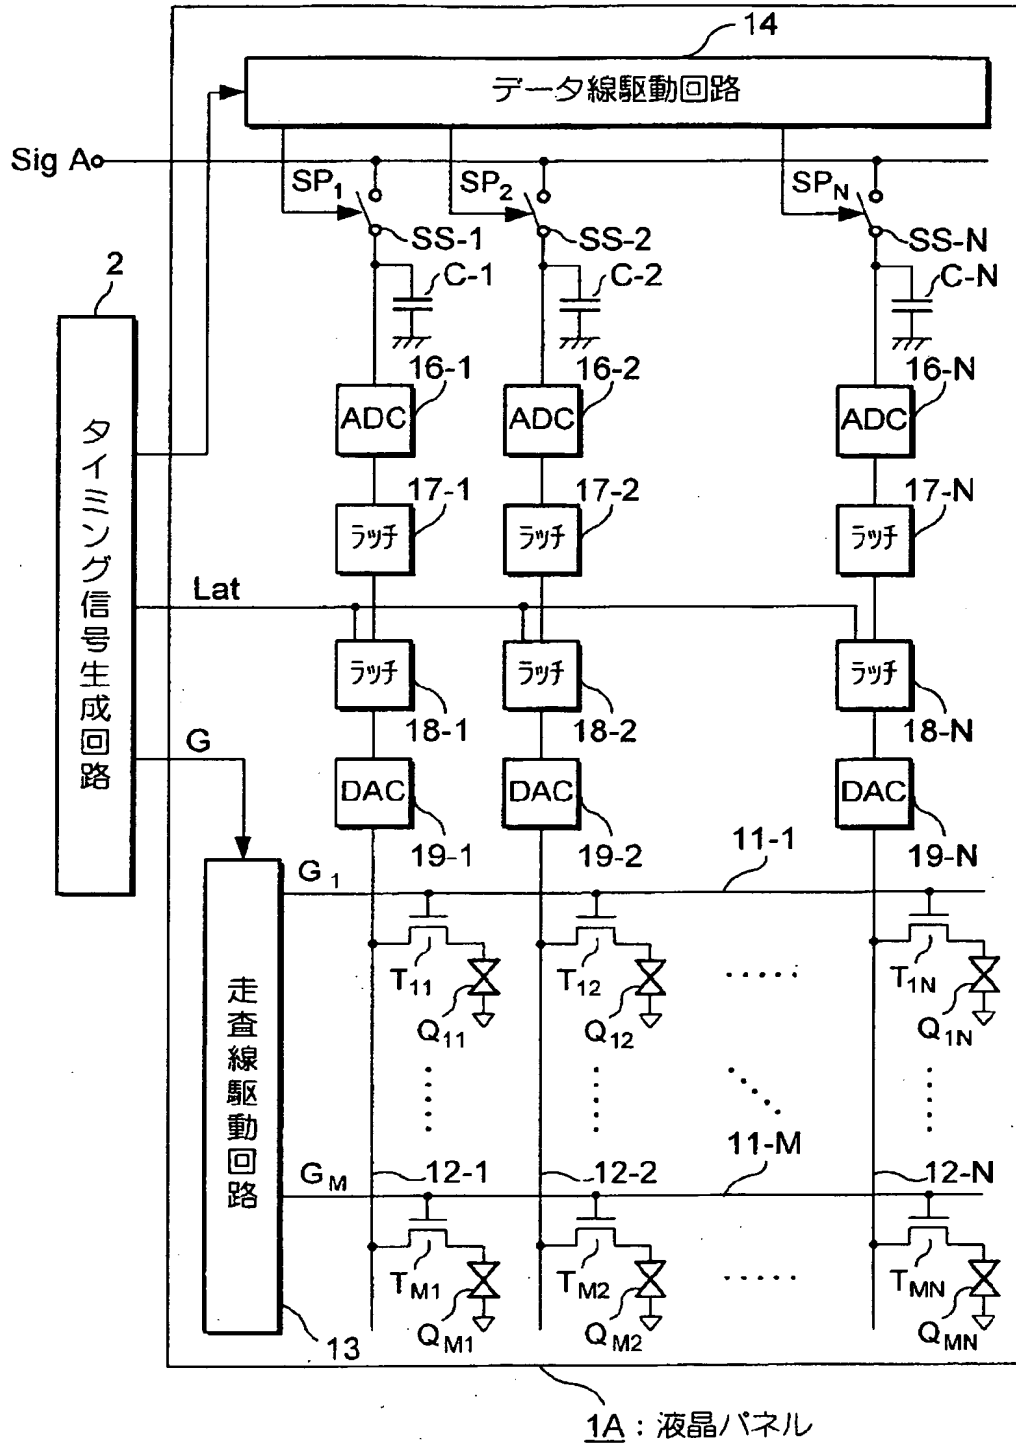 14
データ線駆動回路
Sig A
SP1
SP2
SPN
SS-1
SS-2
SS-N
2
C-1
C-2
C-N
16-1
16-2
16-N
ADC
ADC
ADC
タイミング信号生成回路
17-1
17-2
17-N
ラッチ
ラッチ
ラッチ
Lat
ラッチ
ラッチ
ラッチ
18-1
18-2
18-N
G
DAC
DAC
DAC
19-1
19-2
19-N
11-1
G1
走査線駆動回路
T11
T12
T1N
Q11
Q12
Q1N
11-M
GM
12-1
12-2
12-N
TM1
TM2
TMN
QM1
QM2
QMN
13
1A：液晶パネル